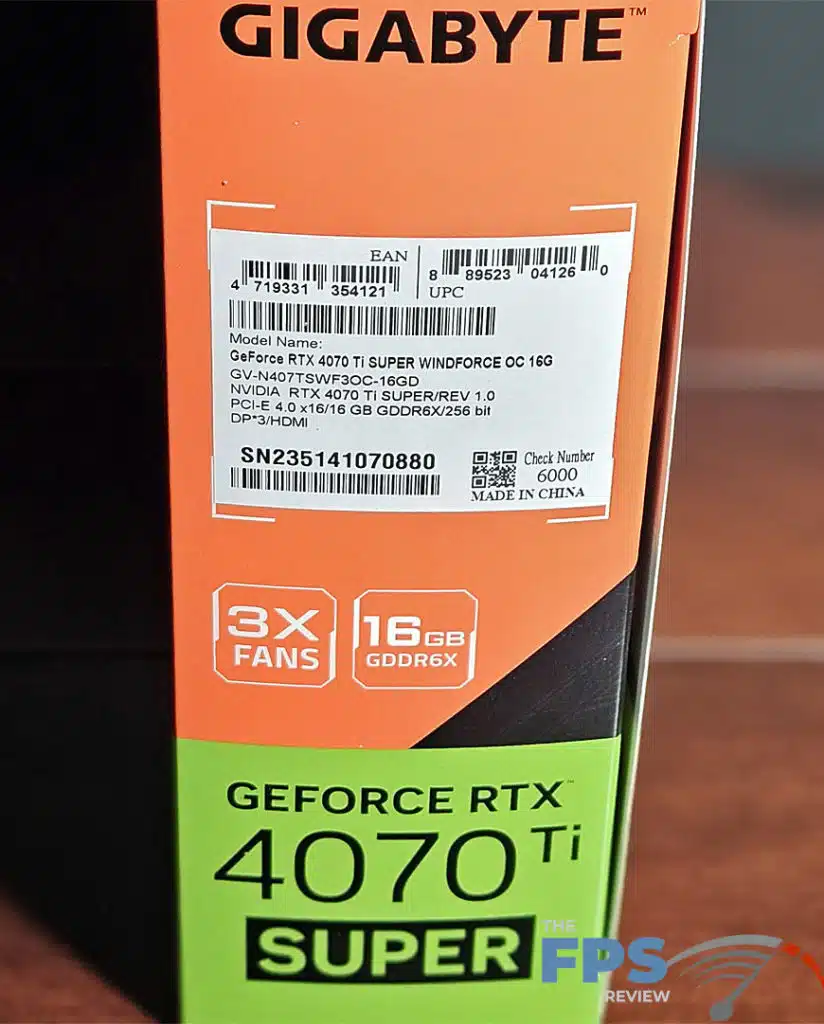 GIGABYTE™
EAN
4 719331 354121
8 89523 04126 0
UPC
Model Name:
GeForce RTX 4070 Ti SUPER WINDFORCE OC 16G
GV-N407TSWF3OC-16GD
NVIDIA RTX 4070 Ti SUPER/REV 1.0
PCI-E 4.0 x16/16 GB GDDR6X/256 bit
DP*3/HDMI
SN235141070880
Check Number
6000
MADE IN CHINA
3X
FANS
16GB
GDDR6X
GEFORCE RTX™
4070 Ti
SUPER
THE
FPS
REVIEW